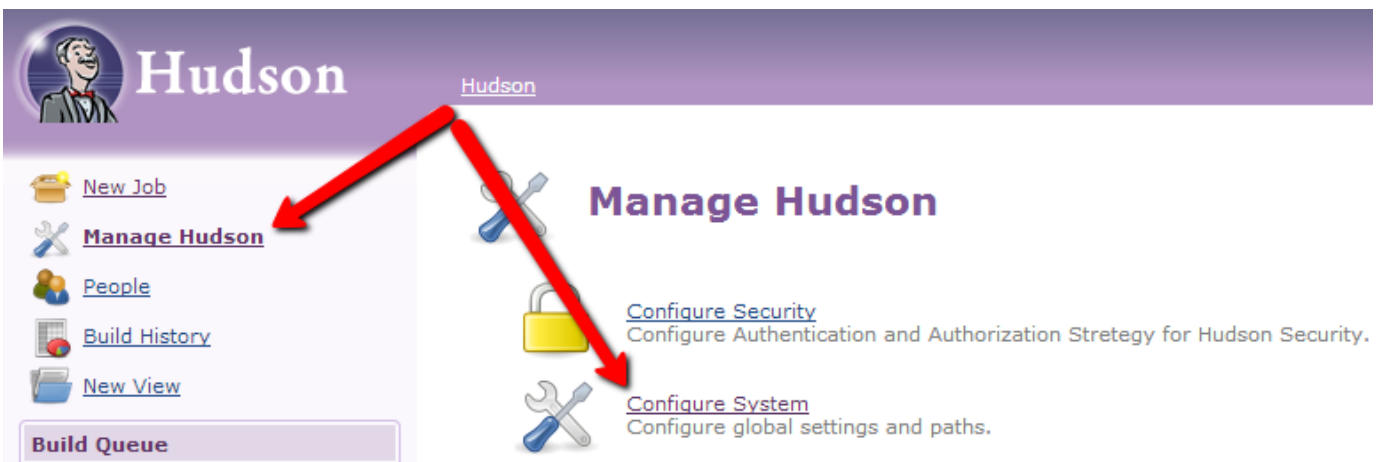 Hudson
Hudson
New Job
Manage Hudson
People
Build History
New View
Build Queue
Manage Hudson
Configure Security
Configure Authentication and Authorization Stretegy for Hudson Security.
Configure System
Configure global settings and paths.